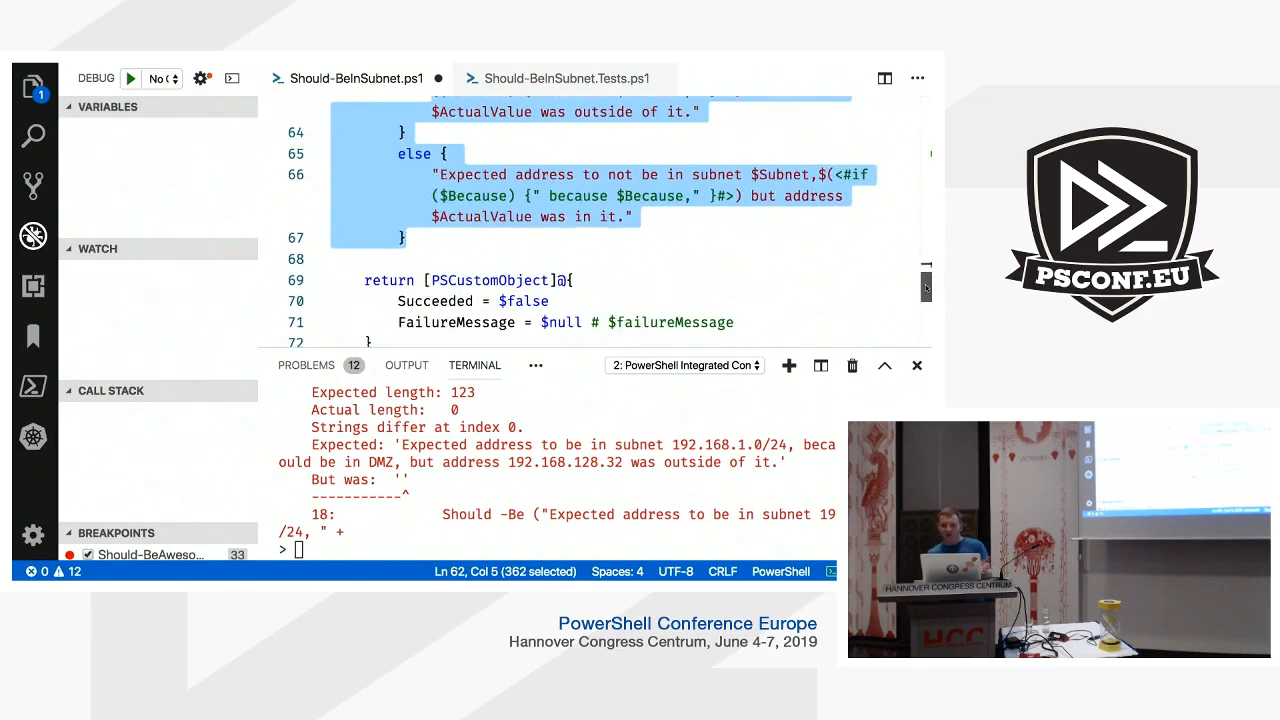 DEBUG No (
Should-BeInSubnet.ps1
Should-BeInSubnet.Tests.ps1
1
VARIABLES
WATCH
CALL STACK
BREAKPOINTS
Should-BeAweso... 33
$ActualValue was outside of it."
64 }
65 else {
66 "Expected address to not be in subnet $Subnet,$(<#if
($Because) {" because $Because," }#>) but address
$ActualValue was in it."
67 }
68
69 return [PSCustomObject]@{
70 Succeeded = $false
71 FailureMessage = $null # $failureMessage
72 }
PROBLEMS 12 OUTPUT TERMINAL ••• 2: PowerShell Integrated Con
Expected length: 123
Actual length: 0
Strings differ at index 0.
Expected: 'Expected address to be in subnet 192.168.1.0/24, beca
ould be in DMZ, but address 192.168.128.32 was outside of it.'
But was: ''
-----------^
18: Should -Be ("Expected address to be in subnet 19
/24, " +
>
0 12 Ln 62, Col 5 (362 selected) Spaces: 4 UTF-8 CRLF PowerShell
PSCONF.EU
HANNOVER CONGRESS CENTRUM
HCC
PowerShell Conference Europe
Hannover Congress Centrum, June 4-7, 2019